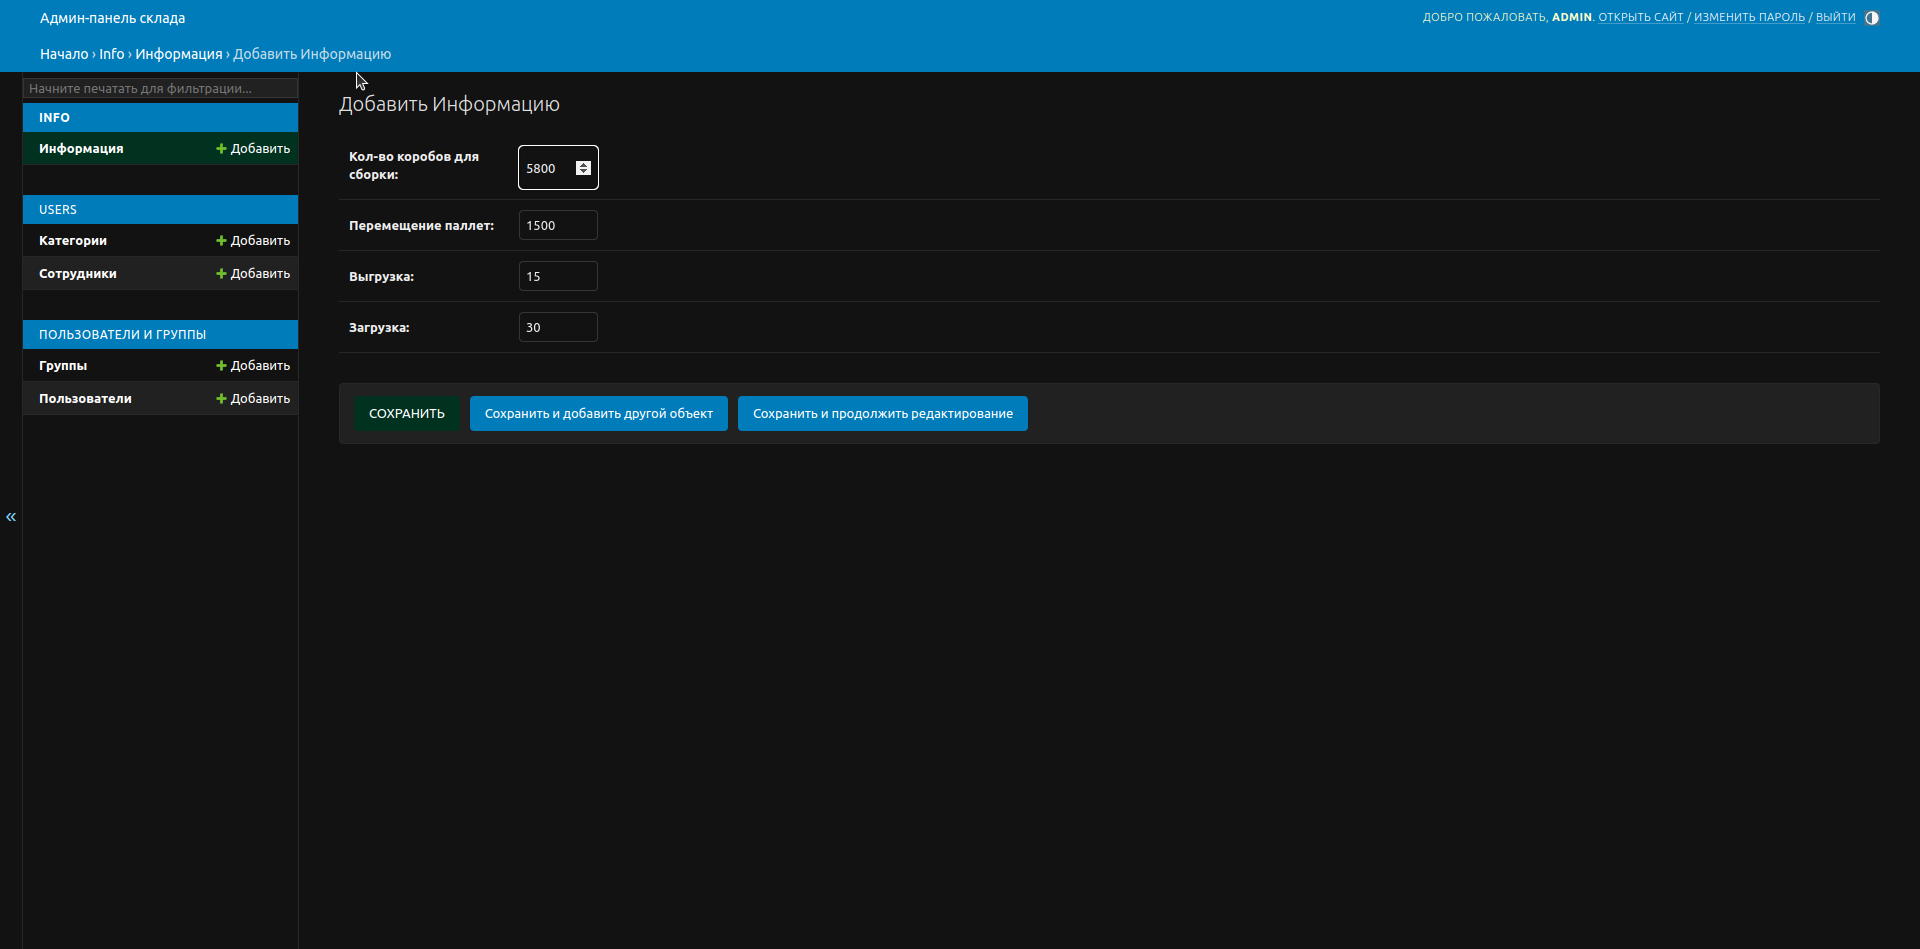 Админ-панель склада
ДОБРО ПОЖАЛОВАТЬ, ADMIN. ОТКРЫТЬ САЙТ / ИЗМЕНИТЬ ПАРОЛЬ / ВЫЙТИ
Начало › Info › Информация › Добавить Информацию
Начните печатать для фильтрации...
INFO
Информация + Добавить
USERS
Категории + Добавить
Сотрудники + Добавить
ПОЛЬЗОВАТЕЛИ И ГРУППЫ
Группы + Добавить
Пользователи + Добавить
«
Добавить Информацию
Кол-во коробов для
сборки:
5800
Перемещение паллет: 1500
Выгрузка: 15
Загрузка: 30
СОХРАНИТЬ Сохранить и добавить другой объект Сохранить и продолжить редактирование